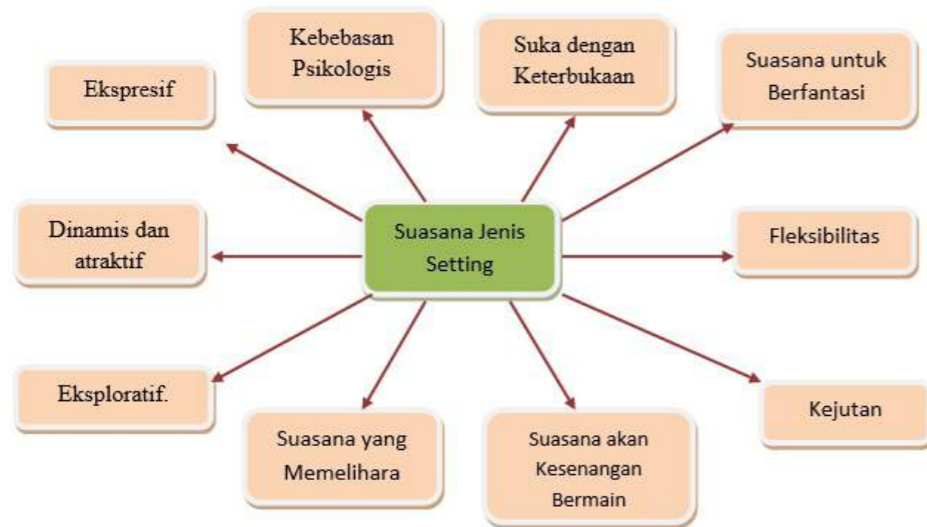 Ekspresif
Kebebasan
Psikologis
Suka dengan
Keterbukaan
Suasana untuk
Berfantasi
Dinamis dan
atraktif
Suasana Jenis
Setting
Fleksibilitas
Eksploratif.
Suasana yang
Memelihara
Suasana akan
Kesenangan
Bermain
Kejutan